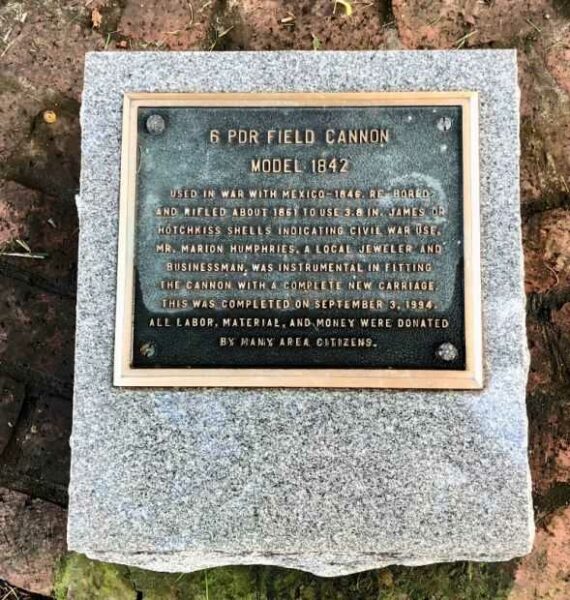 6 PDR FIELD CANNON
MODEL 1842
USED IN WAR WITH MEXICO-1846. RE-BORED
AND RIFLED ABOUT 1861 TO USE 3.8 IN. JAMES OR
HOTCHKISS SHELLS INDICATING CIVIL WAR USE.
MR. MARION HUMPHRIES, A LOCAL JEWELER AND
BUSINESSMAN, WAS INSTRUMENTAL IN FITTING
THE CANNON WITH A COMPLETE NEW CARRIAGE.
THIS WAS COMPLETED ON SEPTEMBER 3, 1994.
ALL LABOR, MATERIAL, AND MONEY WERE DONATED
BY MANY AREA CITIZENS.